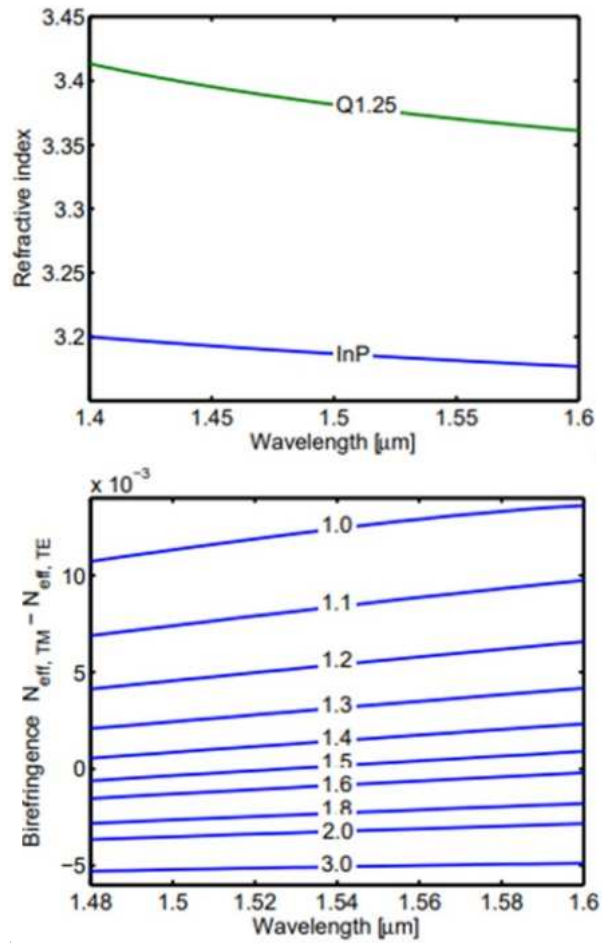 3.45
3.4
3.35
3.3
3.25
3.2
Refractive index
Q1.25
InP
1.4 1.45 1.5 1.55 1.6
Wavelength [μm]
x 10⁻³
10
5
0
−5
Birefringence N_eff, TM − N_eff, TE
1.0
1.1
1.2
1.3
1.4
1.5
1.6
1.8
2.0
3.0
1.48 1.5 1.52 1.54 1.56 1.58 1.6
Wavelength [μm]